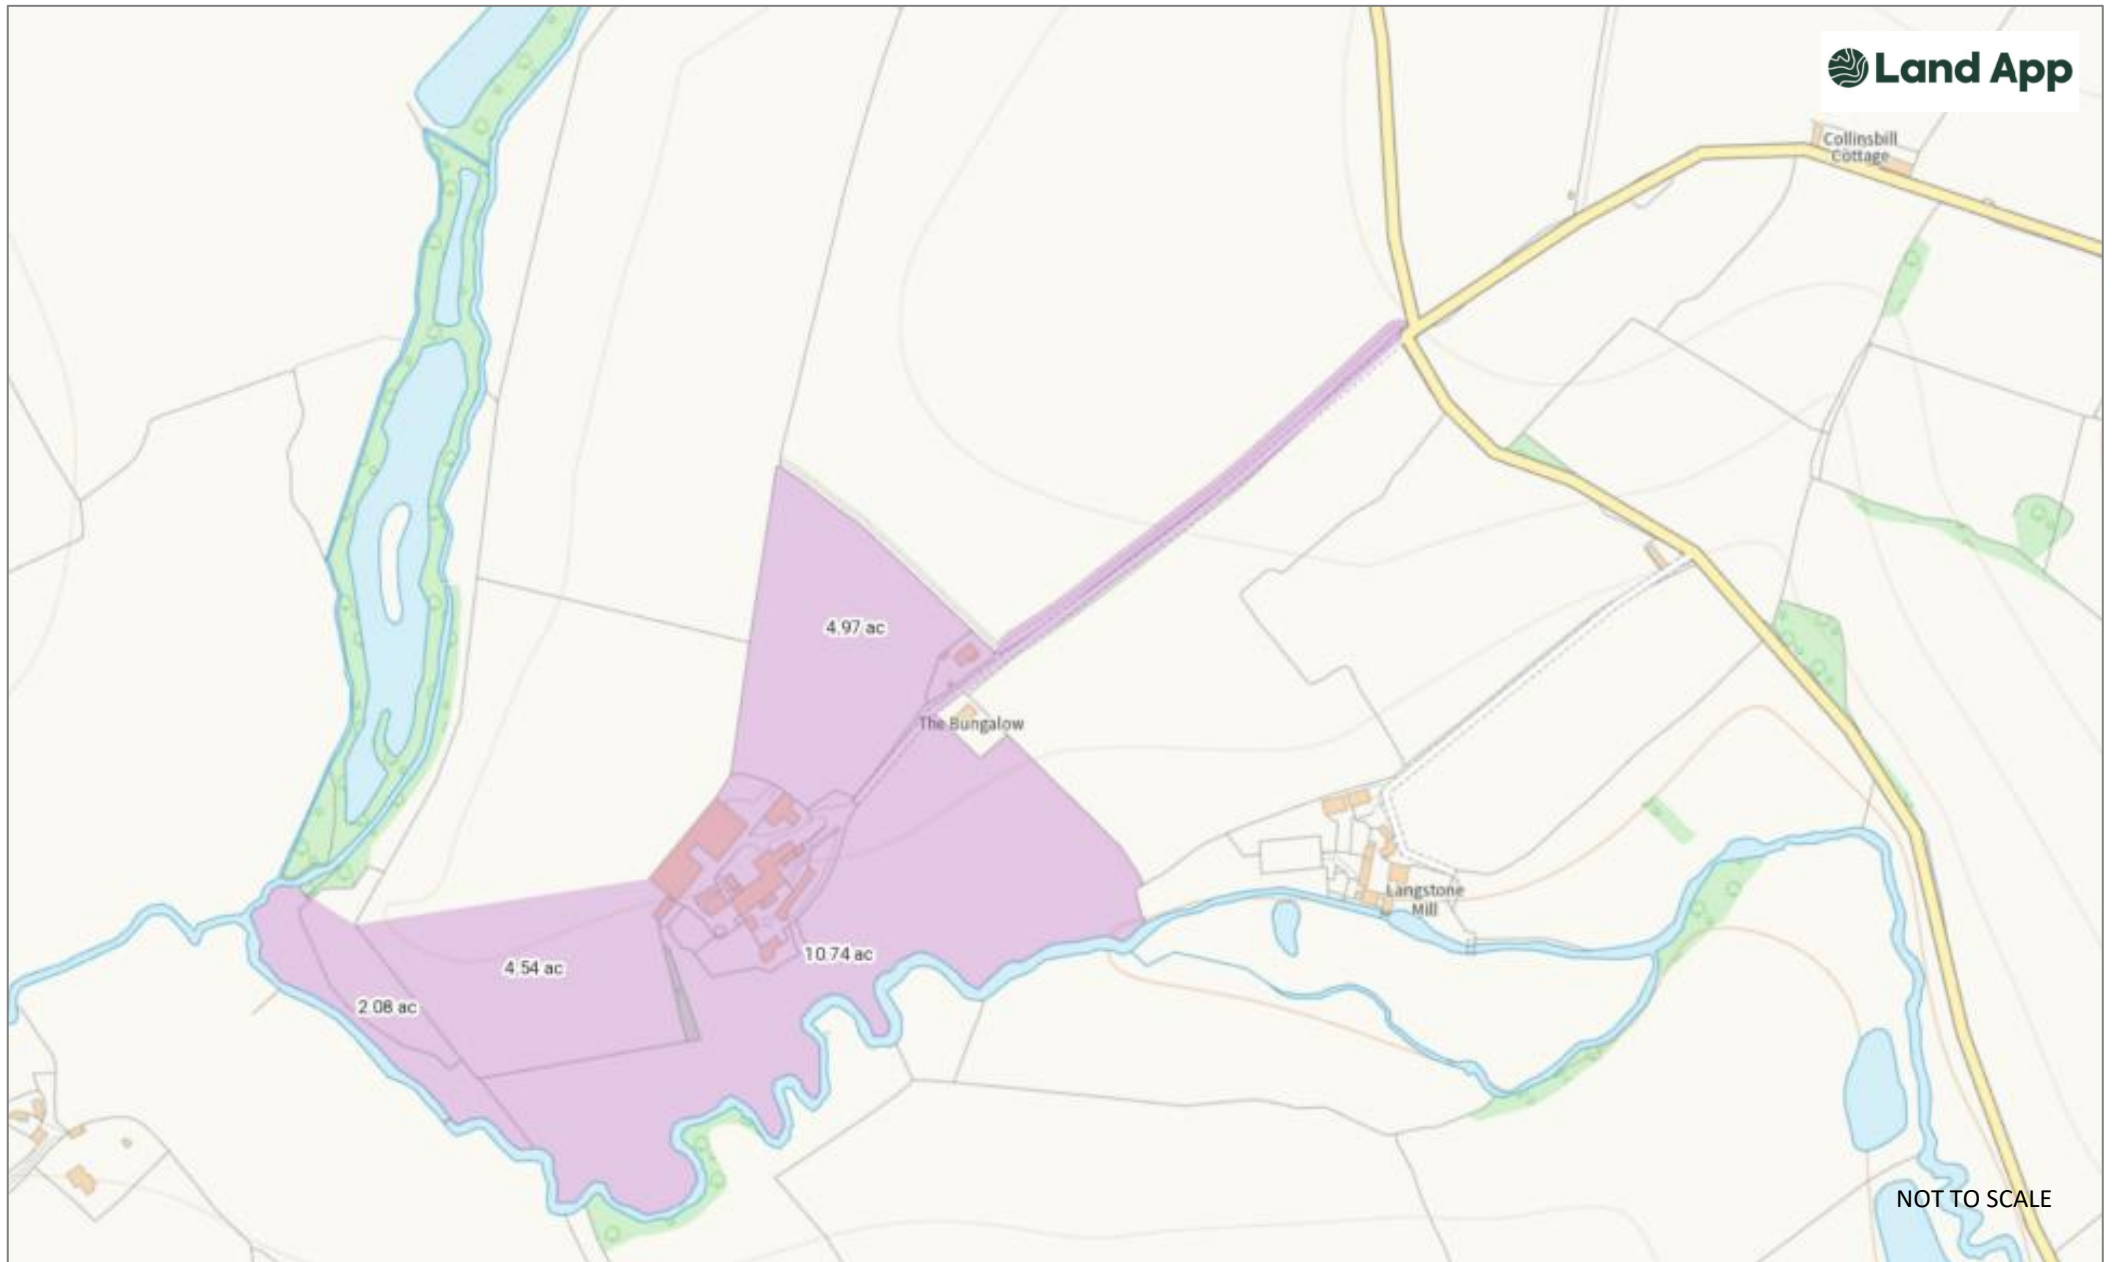 Land App
Collinsbill
Cottage
4.97 ac
The Bungalow
Langstone
Mill
10.74 ac
4.54 ac
2.08 ac
NOT TO SCALE